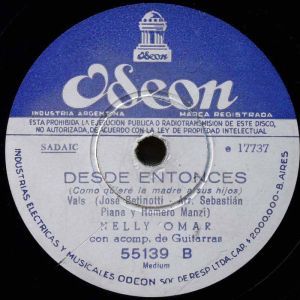 Odeon
INDUSTRIA ARGENTINA
MARCA REGISTRADA
ESTA PROHIBIDA LA EJECUCION PUBLICA O RADIOTRANSMISION DE ESTE DISCO,
NO AUTORIZADA, DE ACUERDO CON LA LEY DE PROPIEDAD INTELECTUAL
SADAIC
e 17737
DESDE ENTONCES
(Como quiere la madre a sus hijos)
Vals (José Betinotti - Arr. Sebastián
Piana y Homero Manzi)
NELLY OMAR
con acomp. de Guitarras
55139 B
Medium
INDUSTRIAS ELECTRICAS Y MUSICALES ODEON SOC. DE RESP. LTDA. CAP. $ 2.000.000 - B. AIRES